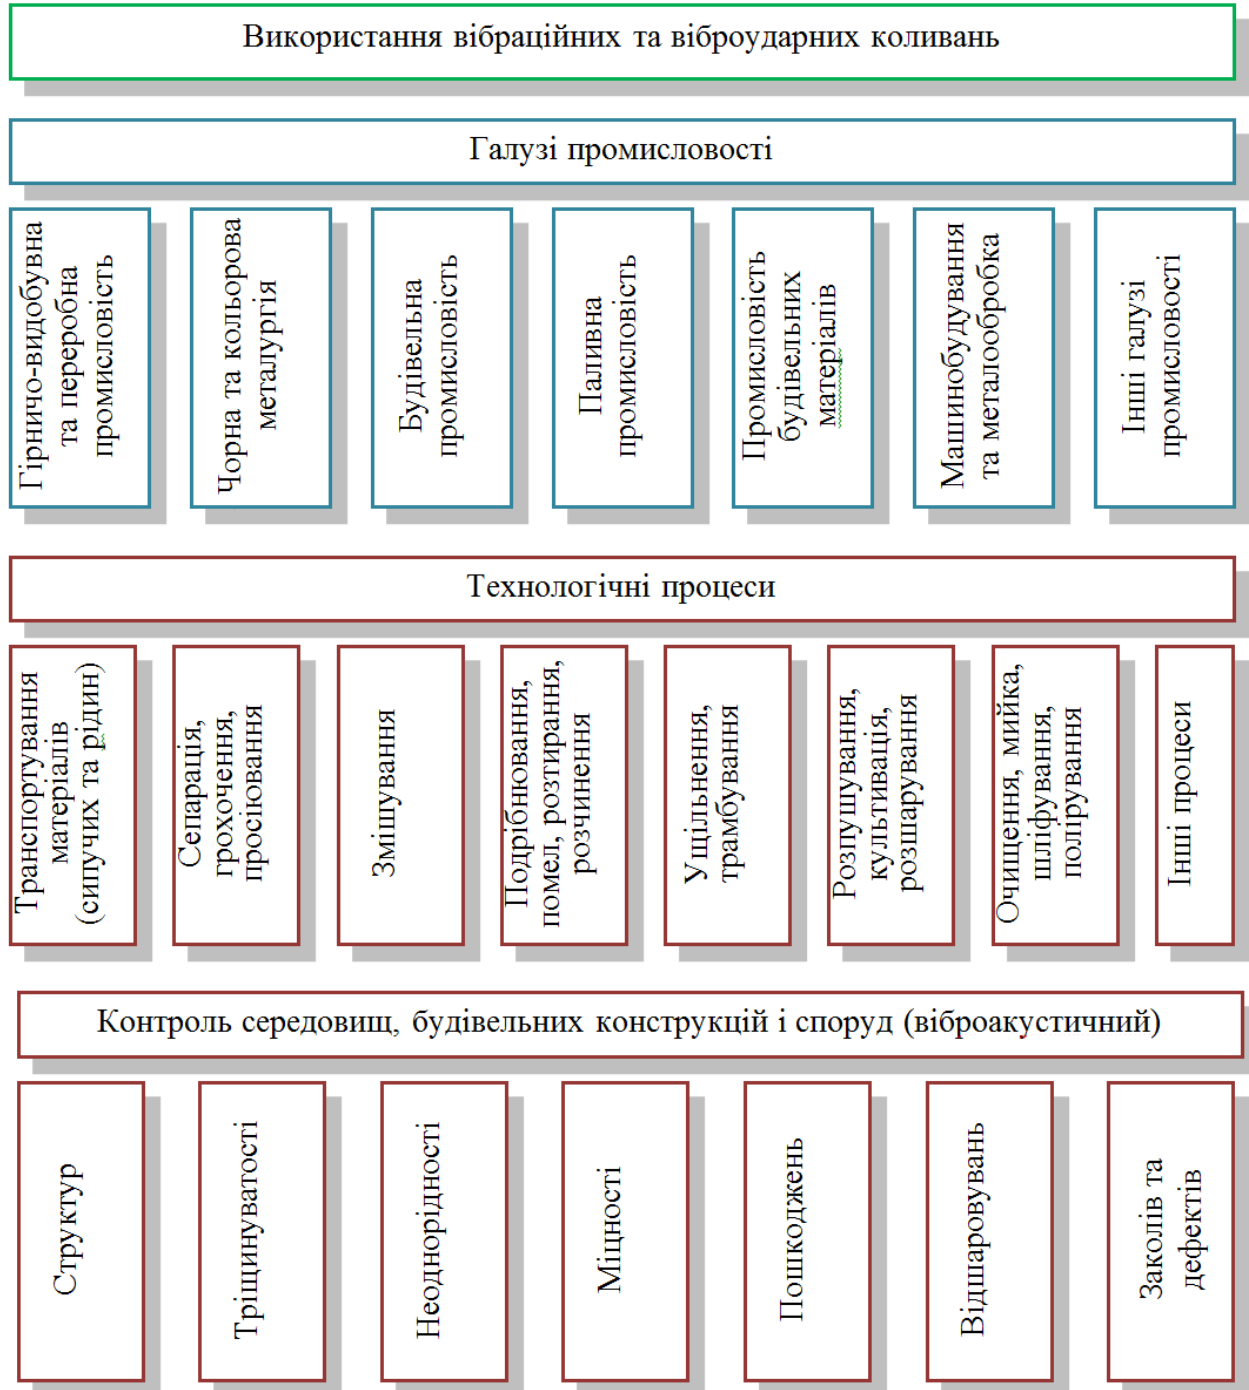 Використання вібраційних та віброударних коливань
Галузі промисловості
Гірничо-видобувна
та переробна
промисловість
Чорна та кольорова
металургія
Будівельна
промисловість
Паливна
промисловість
Промисловість
будівельних
матеріалів
Машинобудування
та металообробка
Інші галузі
промисловості
Технологічні процеси
Транспортування
матеріалів
(сипучих та рідин)
Сепарація,
грохочення,
просіювання
Змішування
Подрібнювання,
помел, розтирання,
розчинення
Ущільнення,
трамбування
Розпушування,
культивація,
розшарування
Очищення, мийка,
шліфування,
полірування
Інші процеси
Контроль середовищ, будівельних конструкцій і споруд (віброакустичний)
Структур
Тріщинуватості
Неоднорідності
Міцності
Пошкоджень
Відшаровувань
Заколів та
дефектів